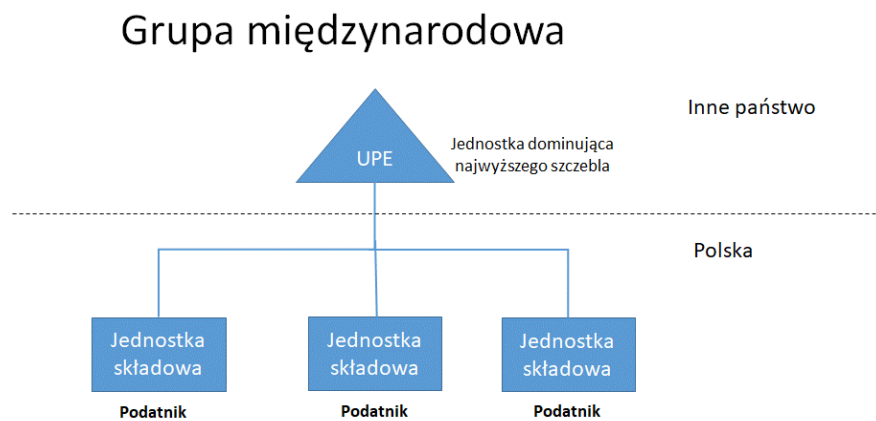 Grupa międzynarodowa
Inne państwo
Jednostka dominująca
najwyższego szczebla
UPE
Polska
Jednostka
składowa
Jednostka
składowa
Jednostka
składowa
Podatnik
Podatnik
Podatnik